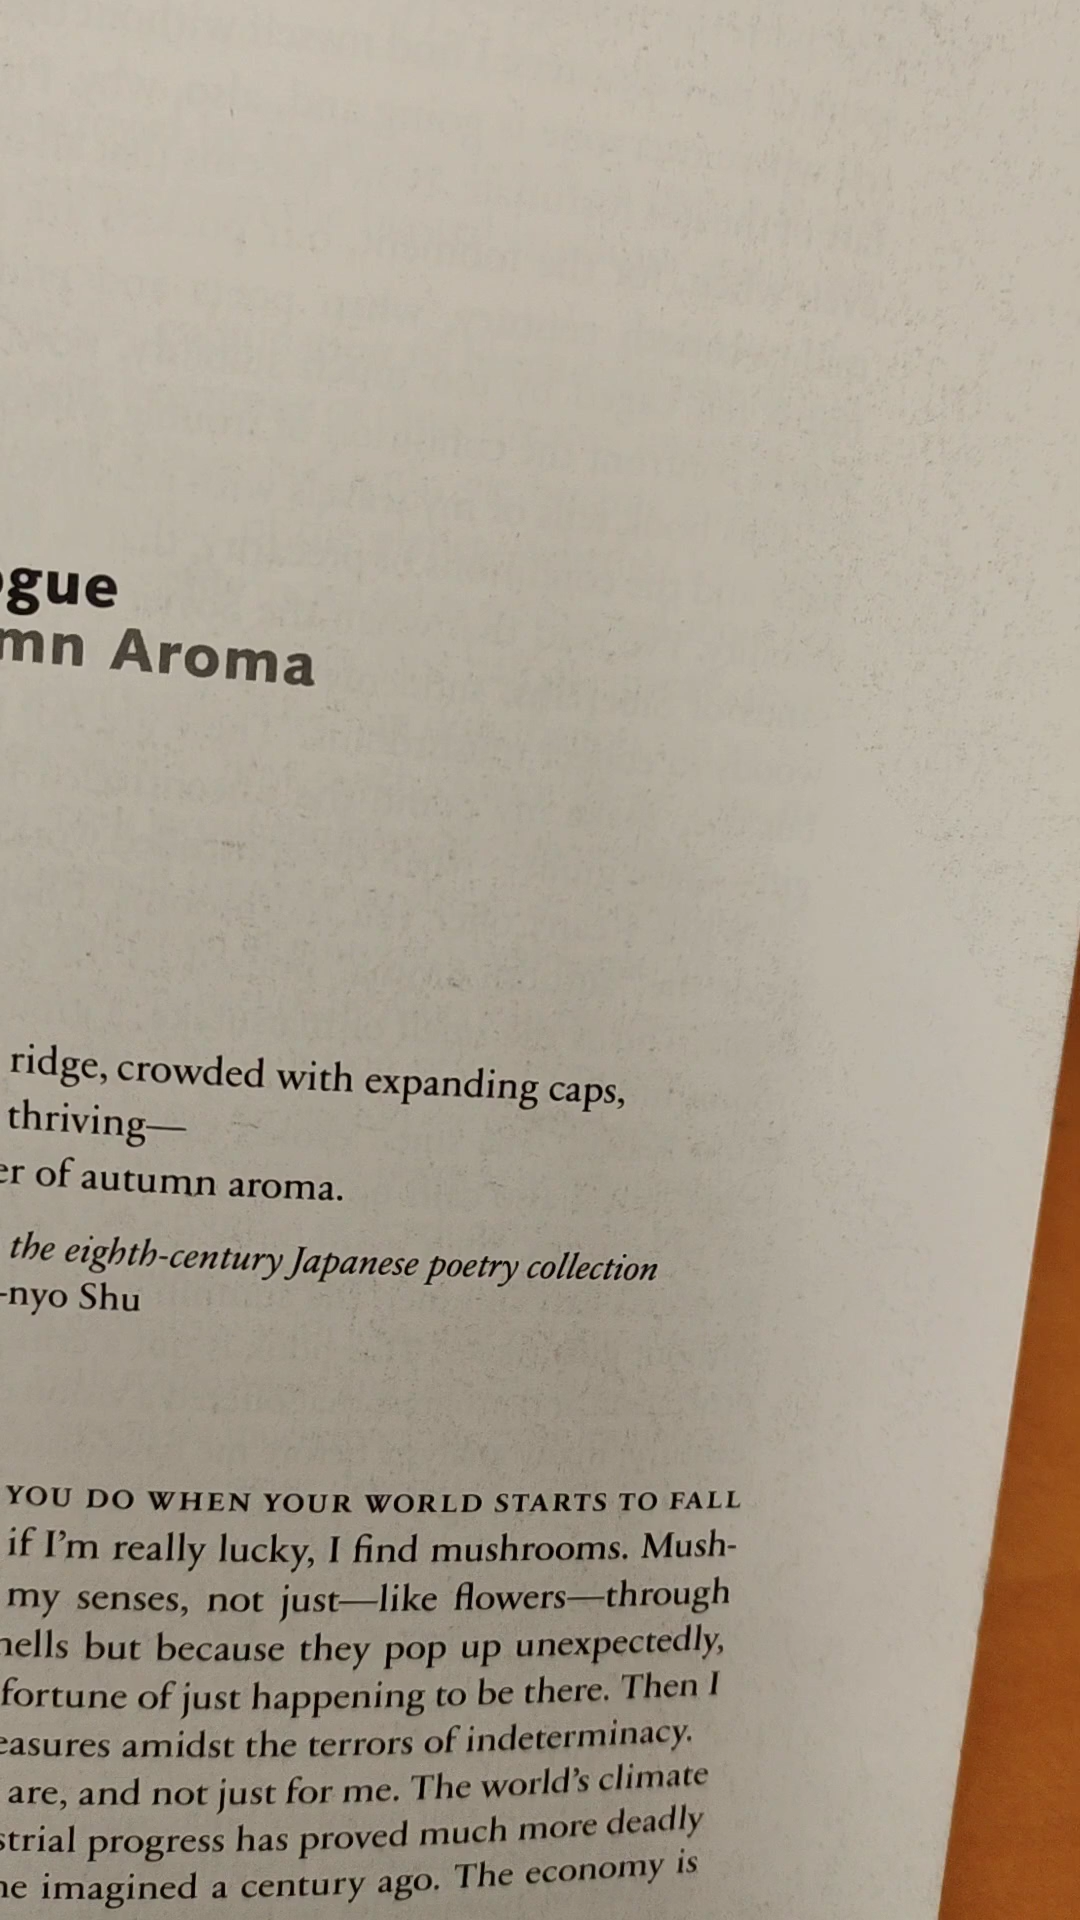 ogue
mn Aroma
ridge, crowded with expanding caps,
thriving—
er of autumn aroma.
the eighth-century Japanese poetry collection
-nyo Shu
YOU DO WHEN YOUR WORLD STARTS TO FALL
if I'm really lucky, I find mushrooms. Mush-
my senses, not just—like flowers—through
nells but because they pop up unexpectedly,
fortune of just happening to be there. Then I
easures amidst the terrors of indeterminacy.
are, and not just for me. The world's climate
strial progress has proved much more deadly
ne imagined a century ago. The economy is